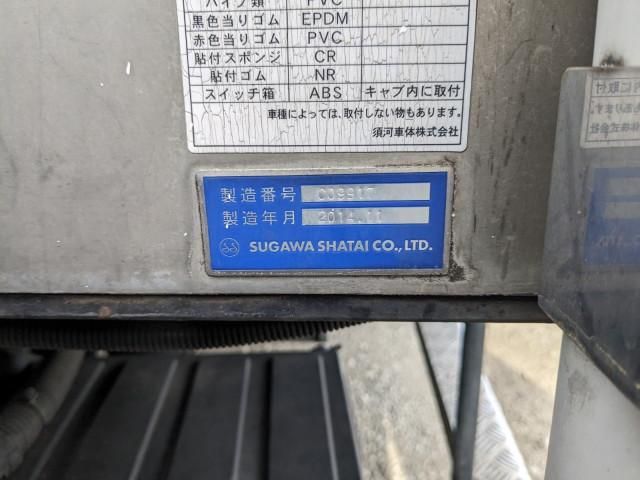 パイプ類 PVC
黒色当りゴム EPDM
赤色当りゴム PVC
貼付スポンジ CR
貼付ゴム NR
スイッチ箱 ABS キャブ内に取付
車種によっては、取付しない物もあります。
須河車体株式会社
製造番号 C09917
製造年月 2014.11
SUGAWA SHATAI CO., LTD.